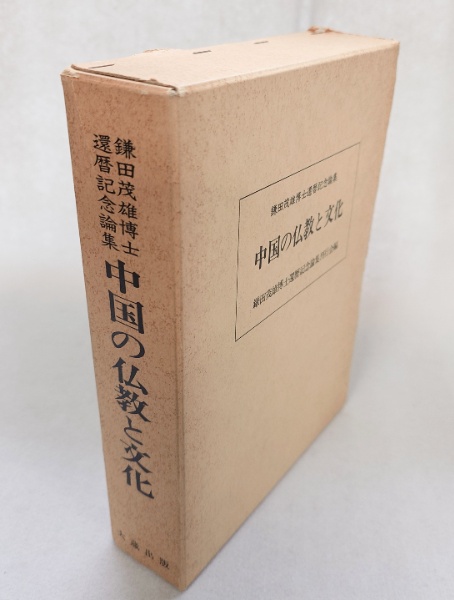 鎌田茂雄博士
還暦記念論集
中国の仏教と文化
大蔵出版
鎌田茂雄博士還暦記念論集
中国の仏教と文化
鎌田茂雄博士還暦記念論集刊行会編